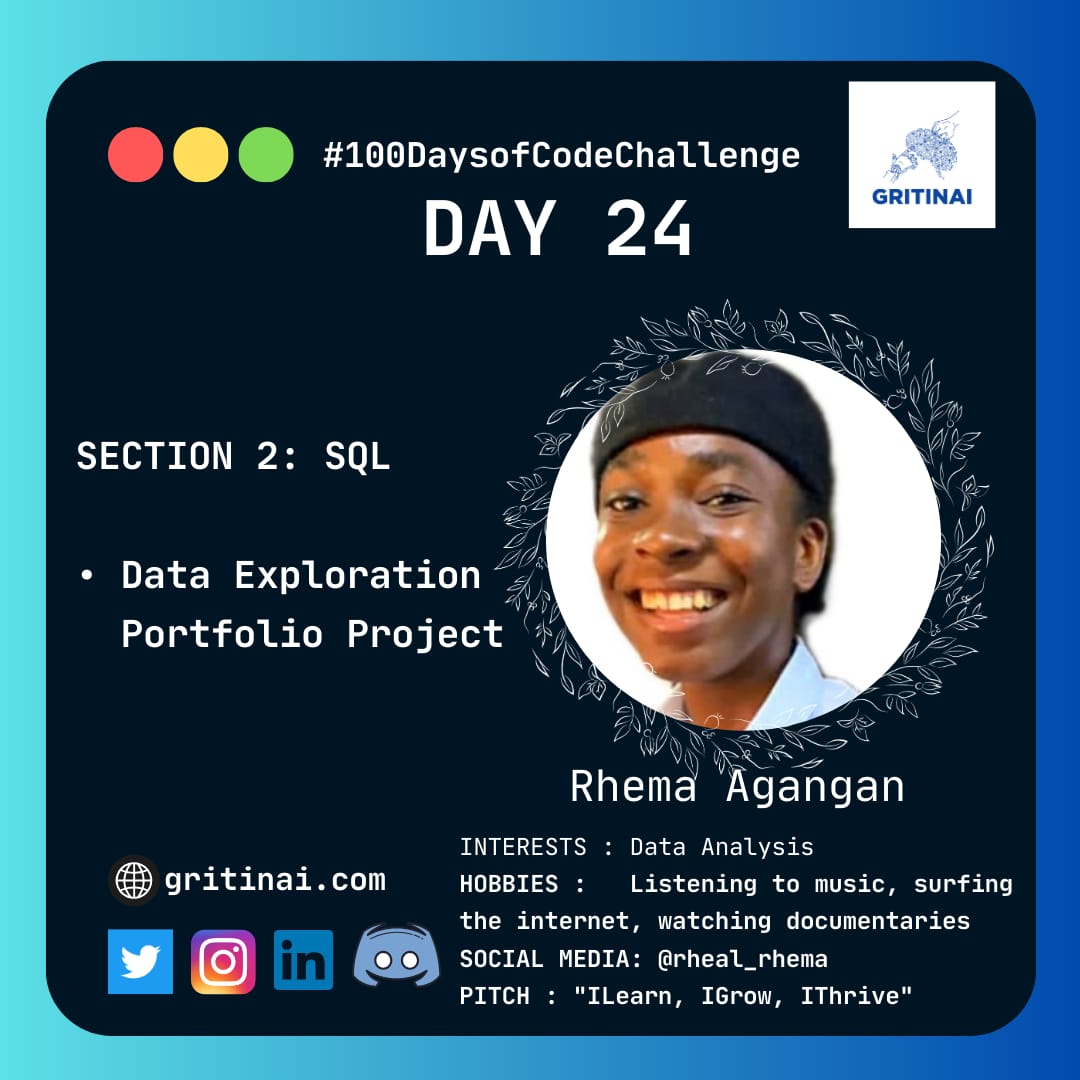 #100DaysofCodeChallenge
DAY 24
GRITINAI
SECTION 2: SQL
• Data Exploration
Portfolio Project
Rhema Agangan
INTERESTS : Data Analysis
HOBBIES :   Listening to music, surfing
the internet, watching documentaries
SOCIAL MEDIA: @rheal_rhema
PITCH : "ILearn, IGrow, IThrive"
gritinai.com
in